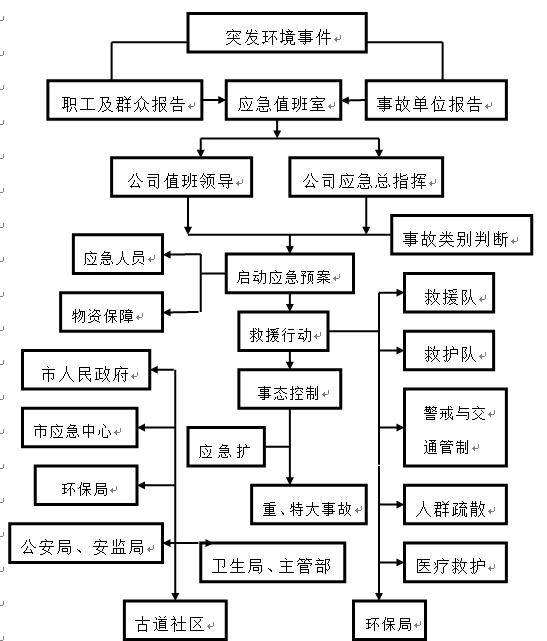 突发环境事件
职工及群众报告
应急值班室
事故单位报告
公司值班领导
公司应急总指挥
事故类别判断
应急人员
启动应急预案
物资保障
救援队
救援行动
市人民政府
救护队
事态控制
市应急中心
警戒与交
通管制
应急扩
环保局
重、特大事故
人群疏散
公安局、安监局
卫生局、主管部
医疗救护
古道社区
环保局